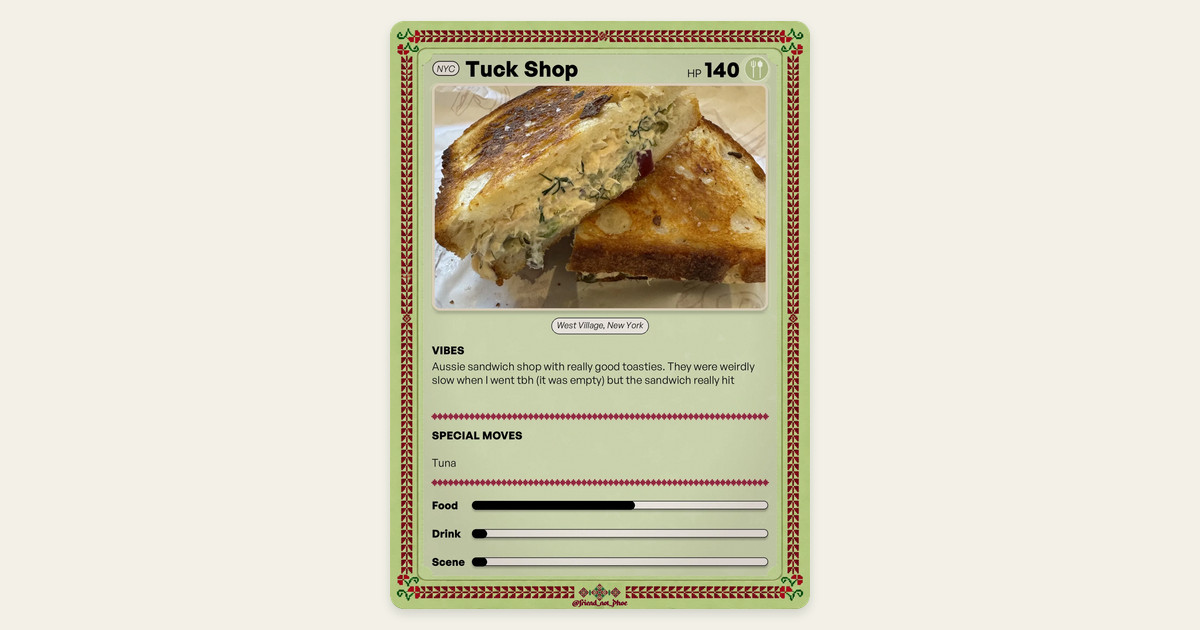 NYC Tuck Shop HP 140
West Village, New York
VIBES
Aussie sandwich shop with really good toasties. They were weirdly
slow when I went tbh (it was empty) but the sandwich really hit
SPECIAL MOVES
Tuna
Food
Drink
Scene
@friend_not_phoe